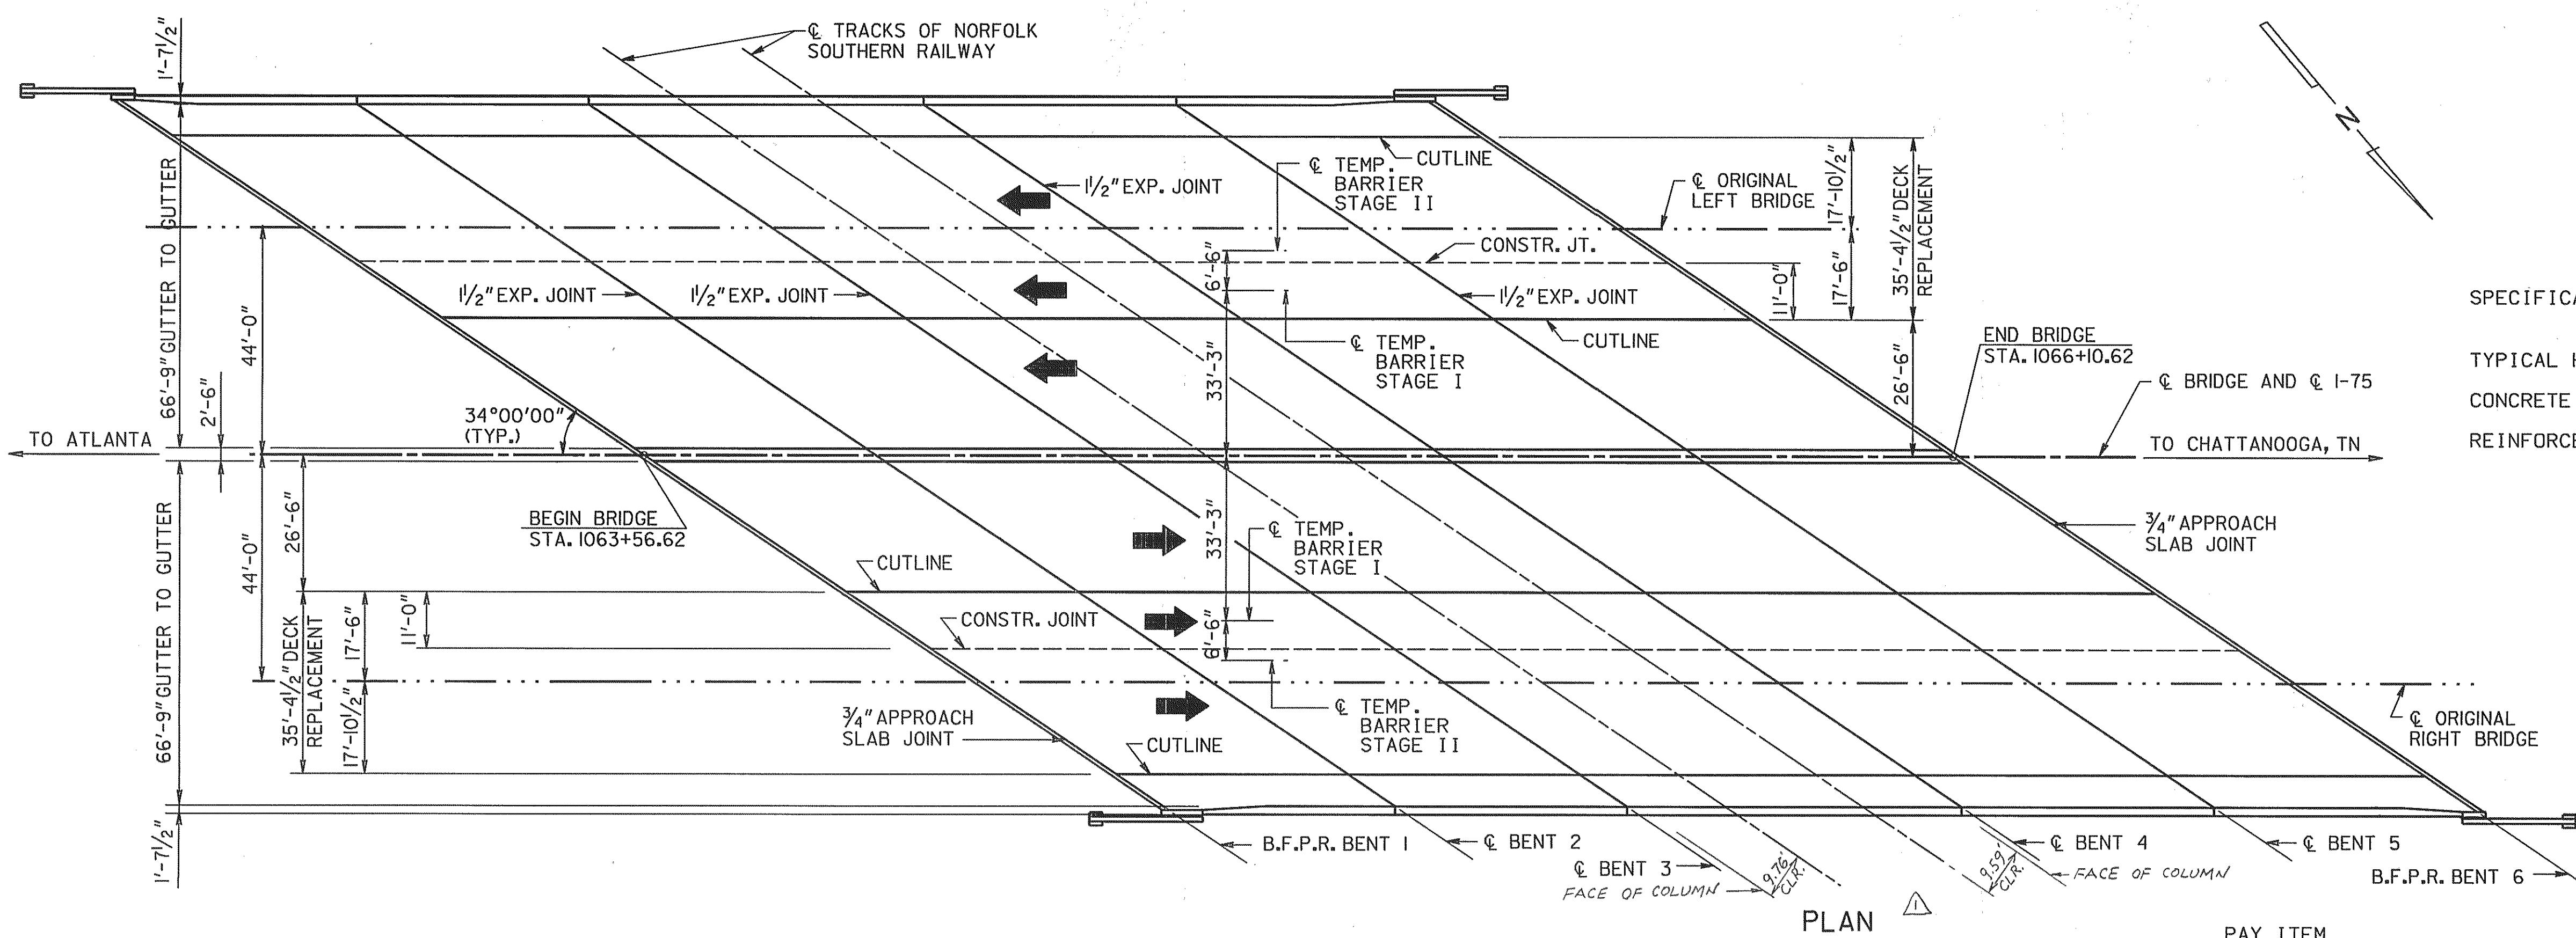 ℄ TRACKS OF NORFOLK
SOUTHERN RAILWAY
1'-7½"
66'-9" GUTTER TO GUTTER
44'-0"
2'-6"
34°00'00"
(TYP.)
TO ATLANTA
1½" EXP. JOINT
1½" EXP. JOINT
1½" EXP. JOINT
1½" EXP. JOINT
CUTLINE
℄ TEMP.
BARRIER
STAGE II
℄ ORIGINAL
LEFT BRIDGE
CONSTR. JT.
6'-6"
33'-3"
℄ TEMP.
BARRIER
STAGE I
CUTLINE
11'-0"
17'-10½"
17'-6"
35'-4½" DECK
REPLACEMENT
26'-6"
N
END BRIDGE
STA. 1066+10.62
℄ BRIDGE AND ℄ I-75
TO CHATTANOOGA, TN
SPECIFICA
TYPICAL H
CONCRETE
REINFORCE
BEGIN BRIDGE
STA. 1063+56.62
66'-9" GUTTER TO GUTTER
44'-0"
26'-6"
35'-4½" DECK
REPLACEMENT
17'-6"
17'-10½"
11'-0"
1'-7½"
CUTLINE
CONSTR. JOINT
33'-3"
6'-6"
℄ TEMP.
BARRIER
STAGE I
℄ TEMP.
BARRIER
STAGE II
¾" APPROACH
SLAB JOINT
¾" APPROACH
SLAB JOINT
CUTLINE
℄ ORIGINAL
RIGHT BRIDGE
B.F.P.R. BENT 1
℄ BENT 2
℄ BENT 3
FACE OF COLUMN
9.76'
CLR.
9.59'
CLR.
℄ BENT 4
FACE OF COLUMN
℄ BENT 5
B.F.P.R. BENT 6
PLAN
1
PAY ITEM